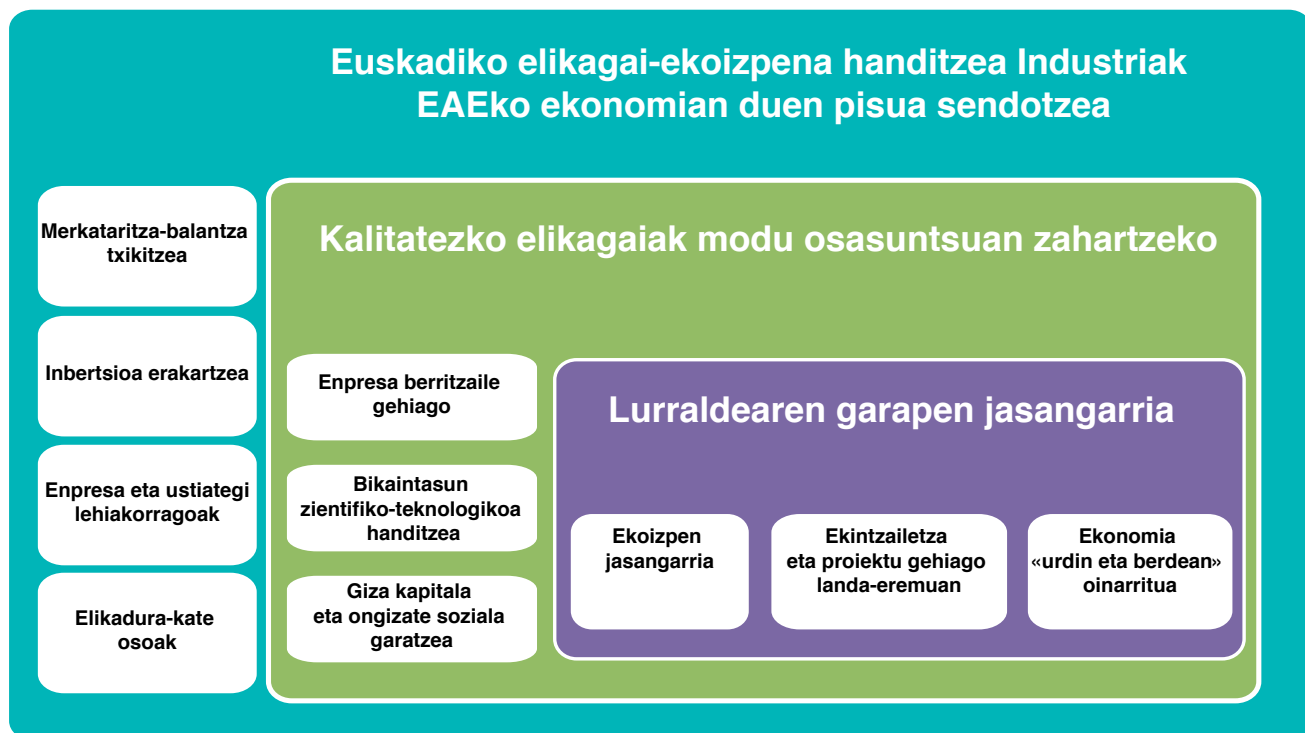 Euskadiko elikagai-ekoizpena handitzea Industriak
EAEko ekonomian duen pisua sendotzea
Merkataritza-balantza
txikitzea
Inbertsioa erakartzea
Enpresa eta ustiategi
lehiakorragoak
Elikadura-kate
osoak
Kalitatezko elikagaiak modu osasuntsuan zahartzeko
Enpresa berritzaile
gehiago
Bikaintasun
zientifiko-teknologikoa
handitzea
Giza kapitala
eta ongizate soziala
garatzea
Lurraldearen garapen jasangarria
Ekoizpen
jasangarria
Ekintzailetza
eta proiektu gehiago
landa-eremuan
Ekonomia
«urdin eta berdean»
oinarritua